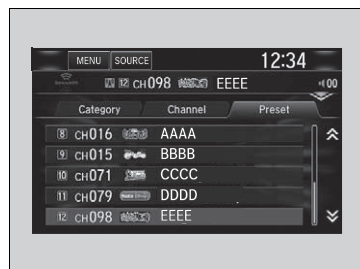 MENU SOURCE 12:34
12 CH098 EEEE
00
Category Channel Preset
8 CH016 AAAA
9 CH015 BBBB
10 CH071 CCCC
11 CH079 DDDD
12 CH098 EEEE